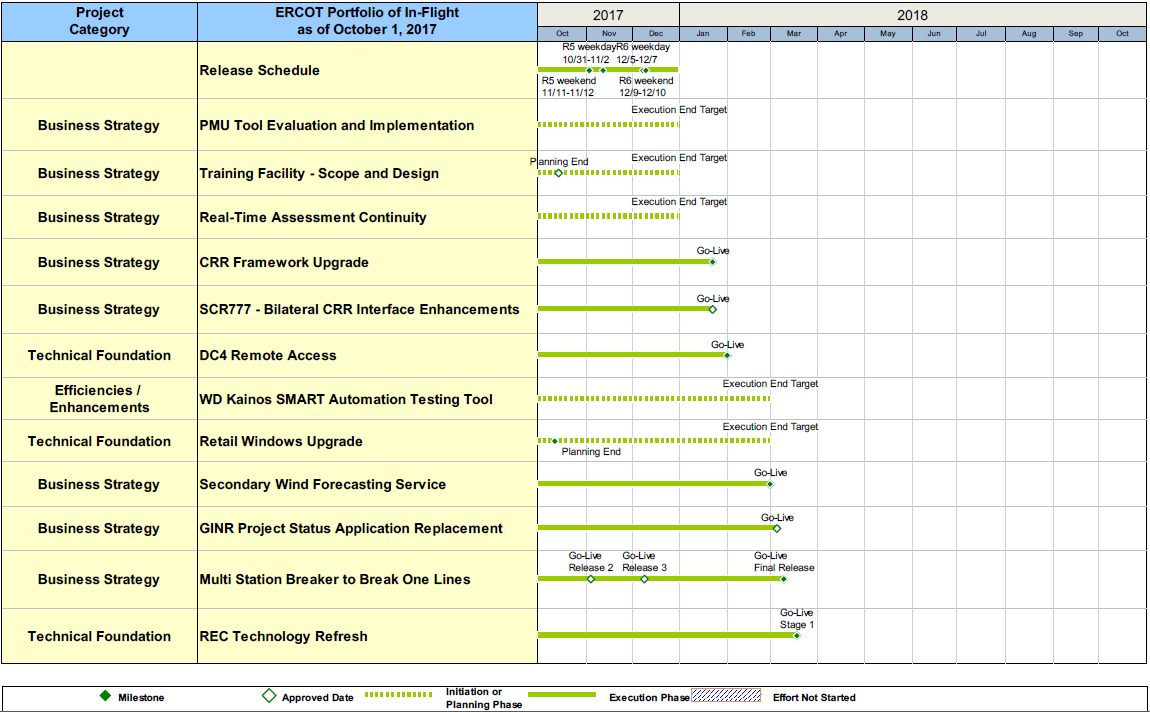 Project
Category
ERCOT Portfolio of In-Flight
as of October 1, 2017
2017
2018
Oct
Nov
Dec
Jan
Feb
Mar
Apr
May
Jun
Jul
Aug
Sep
Oct
Release Schedule
R5 weekday
R6 weekday
10/31-11/2
12/5-12/7
R5 weekend
R6 weekend
11/11-11/12
12/9-12/10
Business Strategy
PMU Tool Evaluation and Implementation
Execution End Target
Business Strategy
Training Facility - Scope and Design
Planning End
Execution End Target
Business Strategy
Real-Time Assessment Continuity
Execution End Target
Business Strategy
CRR Framework Upgrade
Go-Live
Business Strategy
SCR777 - Bilateral CRR Interface Enhancements
Go-Live
Technical Foundation
DC4 Remote Access
Go-Live
Efficiencies /
Enhancements
WD Kainos SMART Automation Testing Tool
Execution End Target
Technical Foundation
Retail Windows Upgrade
Execution End Target
Planning End
Business Strategy
Secondary Wind Forecasting Service
Go-Live
Business Strategy
GINR Project Status Application Replacement
Go-Live
Business Strategy
Multi Station Breaker to Break One Lines
Go-Live
Release 2
Go-Live
Release 3
Go-Live
Final Release
Technical Foundation
REC Technology Refresh
Go-Live
Stage 1
Milestone
Approved Date
Initiation or
Planning Phase
Execution Phase
Effort Not Started